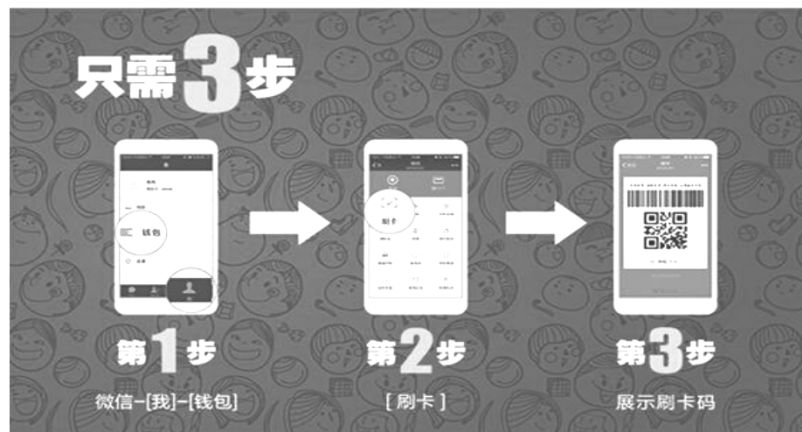 只需3步
钱包
刷卡
第1步
第2步
第3步
微信-[我]-[钱包]
[刷卡]
展示刷卡码